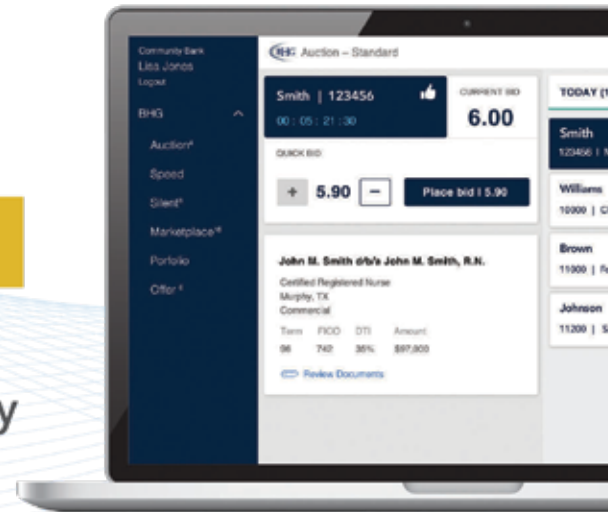 Community Bank
Lisa Jones
Logout
BHG
Auction
Speed
Silent
Marketplace
Portfolio
Offer
y
BHG Auction – Standard
Smith | 123456
00 : 05 : 21 : 30
CURRENT BID
6.00
QUICK BID:
+ 5.90 −
Place bid | 5.90
John M. Smith d/b/a John M. Smith, R.N.
Certified Registered Nurse
Murphy, TX
Commercial
Term FICO DTI Amount
96 742 36% $97,900
Review Documents
TODAY (1
Smith
123456 |
Williams
10000 | C
Brown
11000 | Fe
Johnson
11200 | S